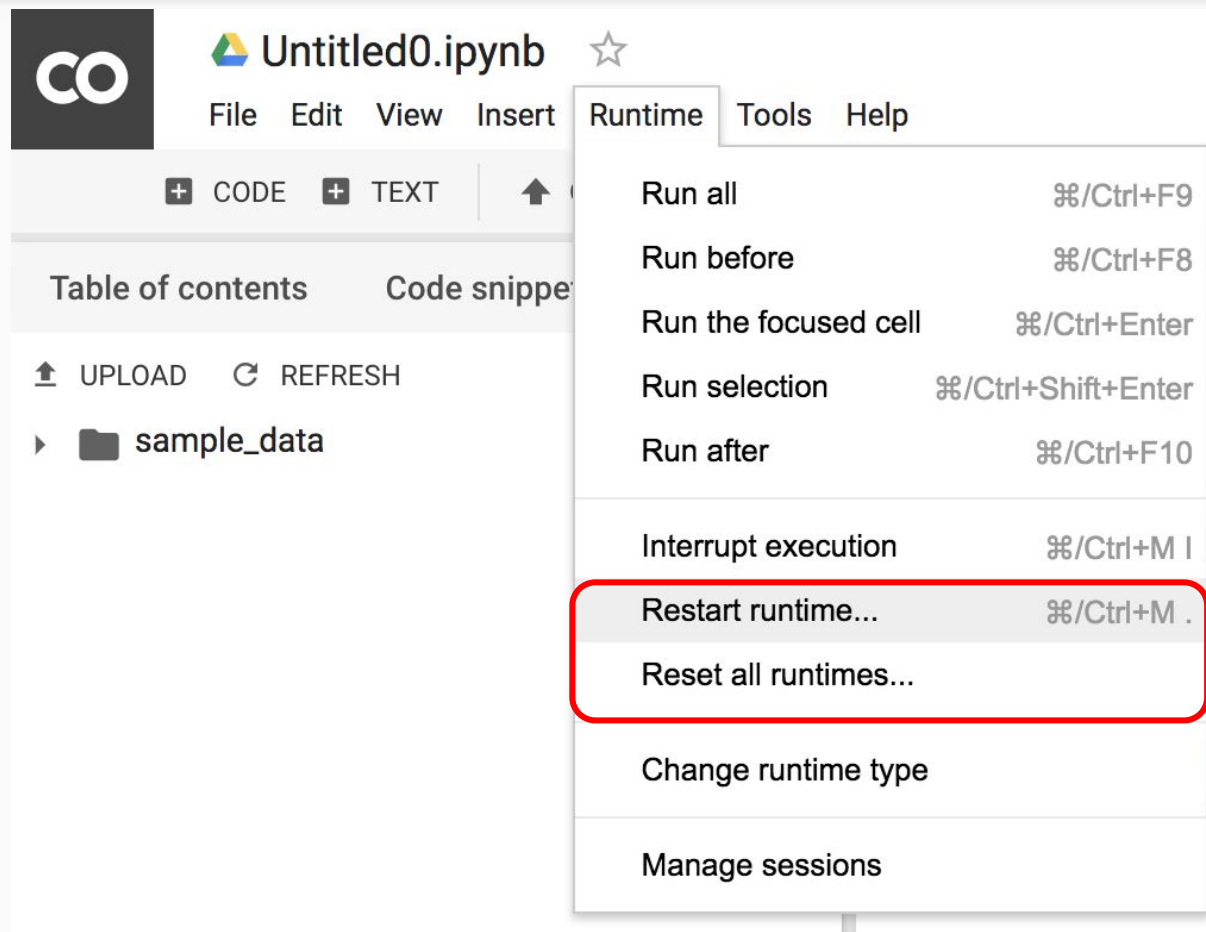 CO
Untitled0.ipynb
File Edit View Insert Runtime Tools Help
CODE TEXT
Table of contents Code snippe
UPLOAD REFRESH
sample_data
Run all ⌘/Ctrl+F9
Run before ⌘/Ctrl+F8
Run the focused cell ⌘/Ctrl+Enter
Run selection ⌘/Ctrl+Shift+Enter
Run after ⌘/Ctrl+F10
Interrupt execution ⌘/Ctrl+M I
Restart runtime... ⌘/Ctrl+M .
Reset all runtimes...
Change runtime type
Manage sessions